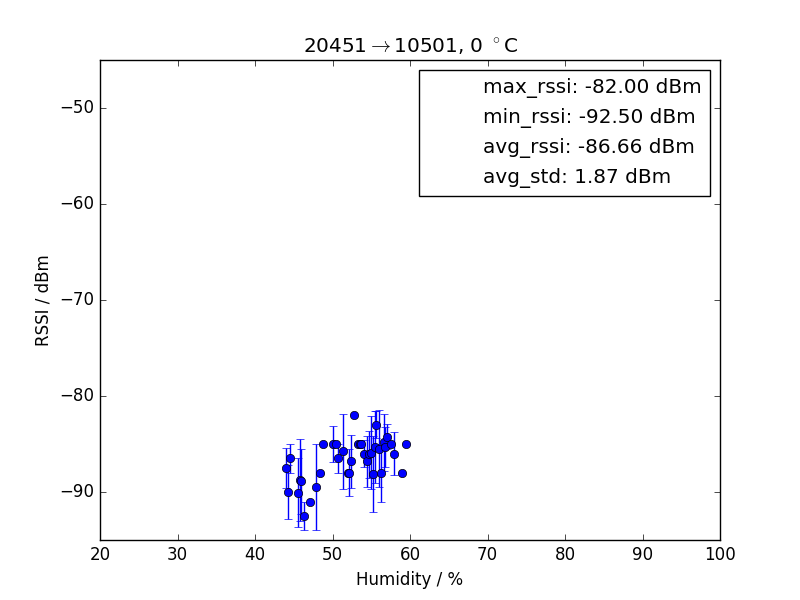 20451→10501, 0 °C
max_rssi: -82.00 dBm
min_rssi: -92.50 dBm
avg_rssi: -86.66 dBm
avg_std: 1.87 dBm
RSSI / dBm
−50
−60
−70
−80
−90
20 30 40 50 60 70 80 90 100
Humidity / %